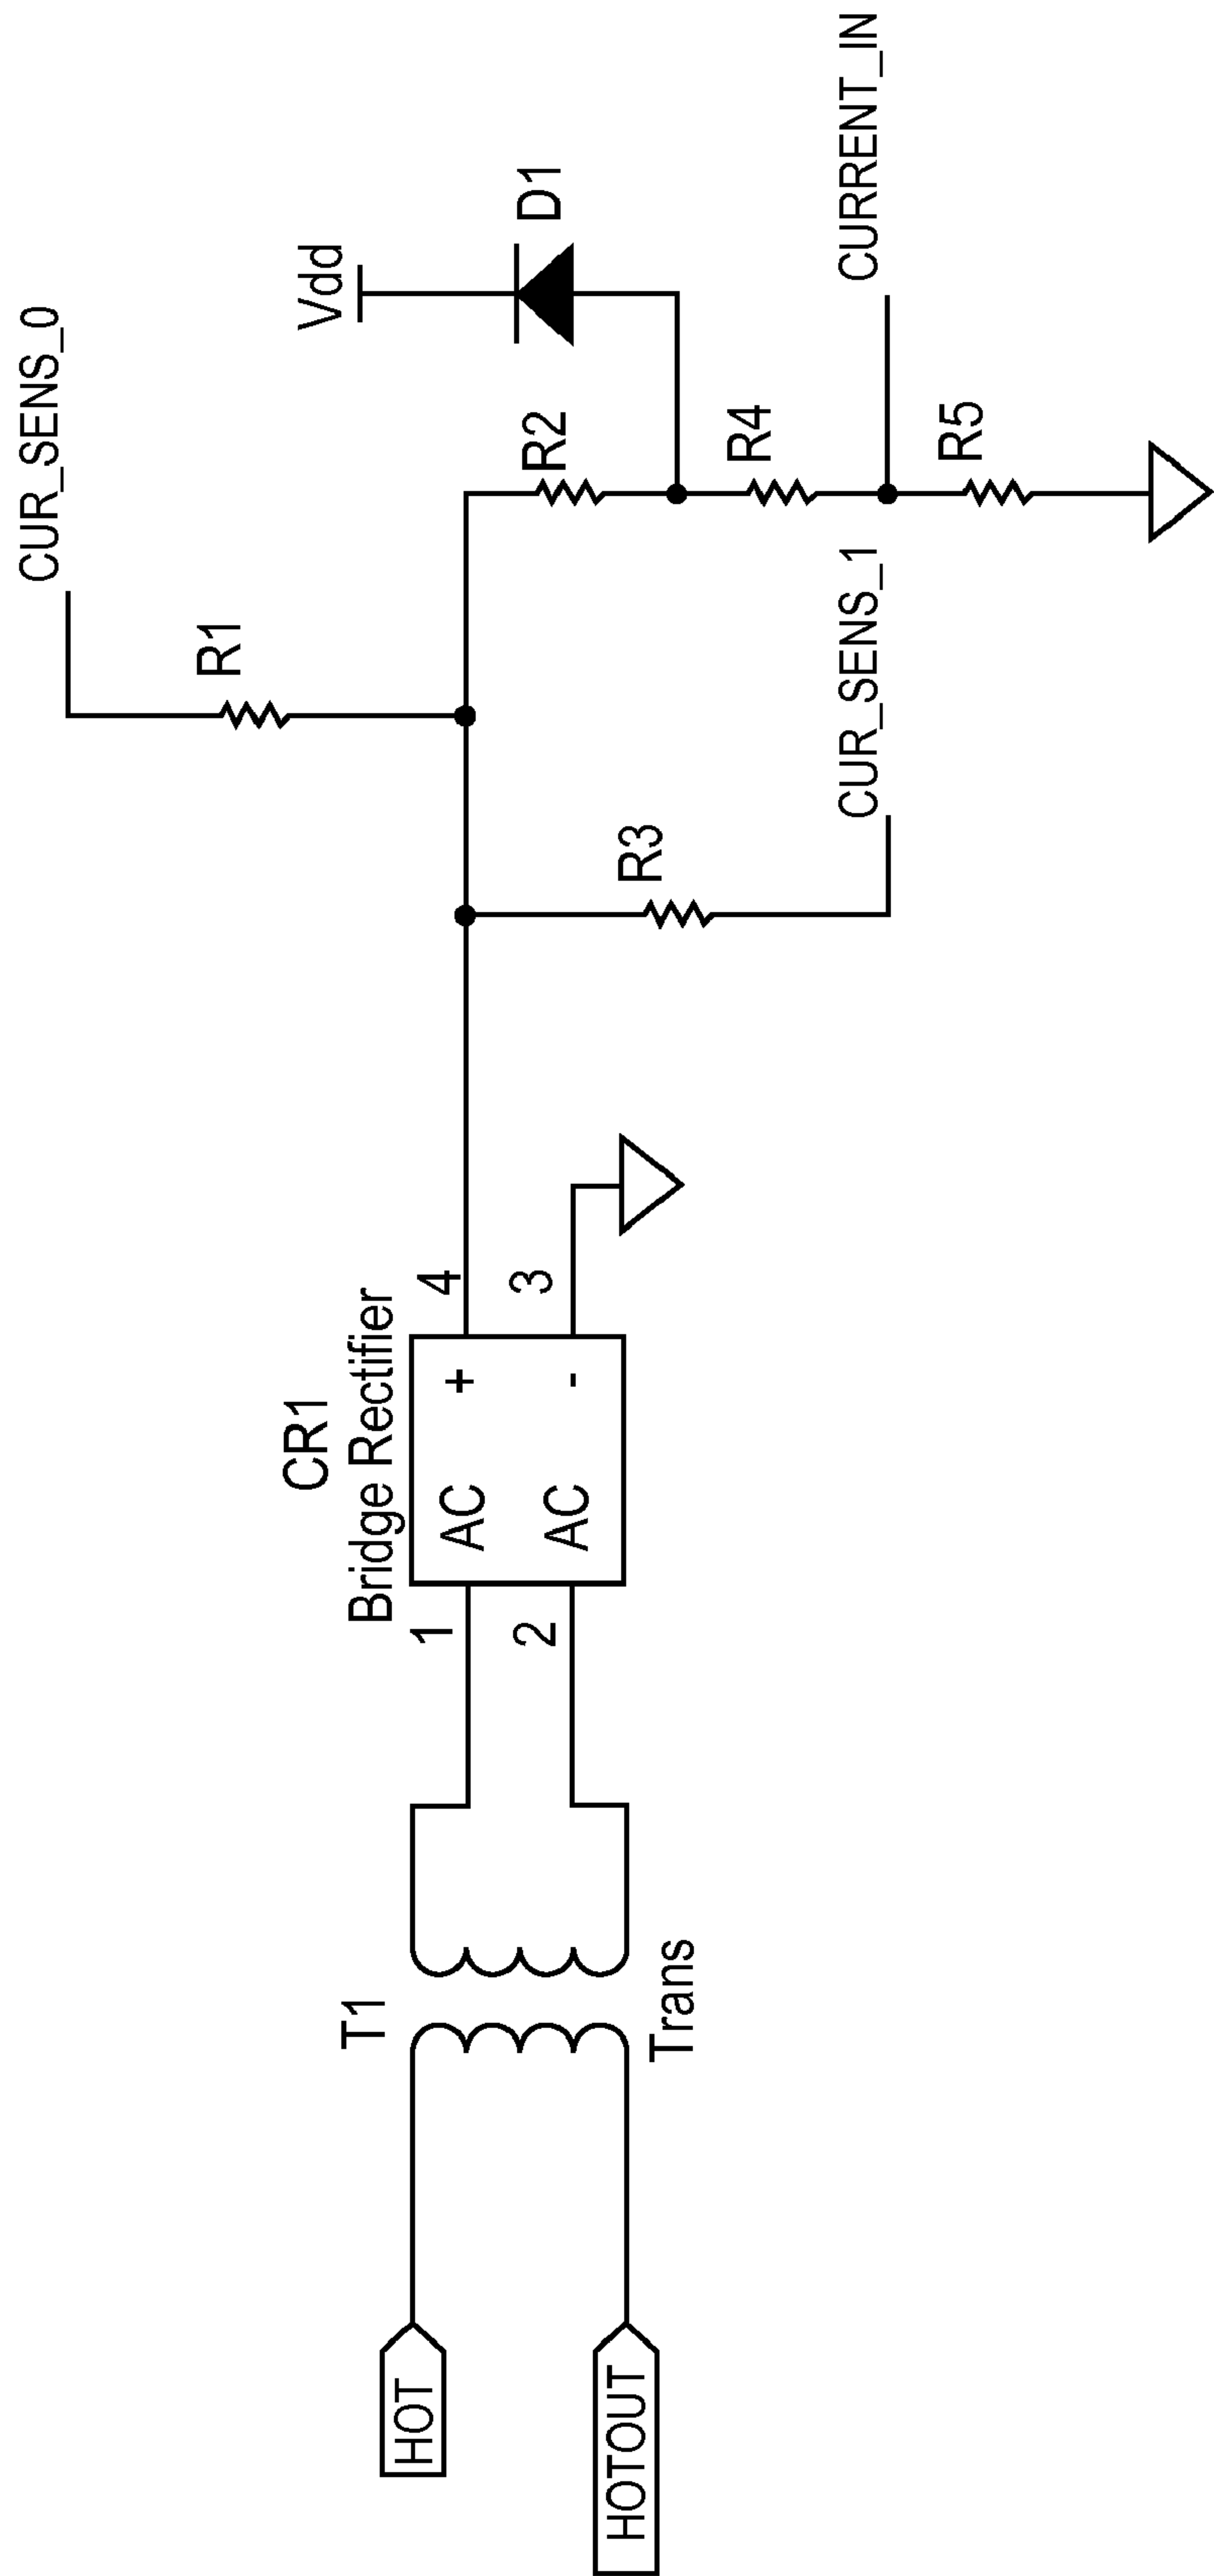 HOT
HOTOUT
T1
Trans
CR1
Bridge Rectifier
1
2
AC
AC
+
-
4
3
R3
CUR_SENS_1
R1
CUR_SENS_0
Vdd
D1
R2
R4
R5
CURRENT_IN